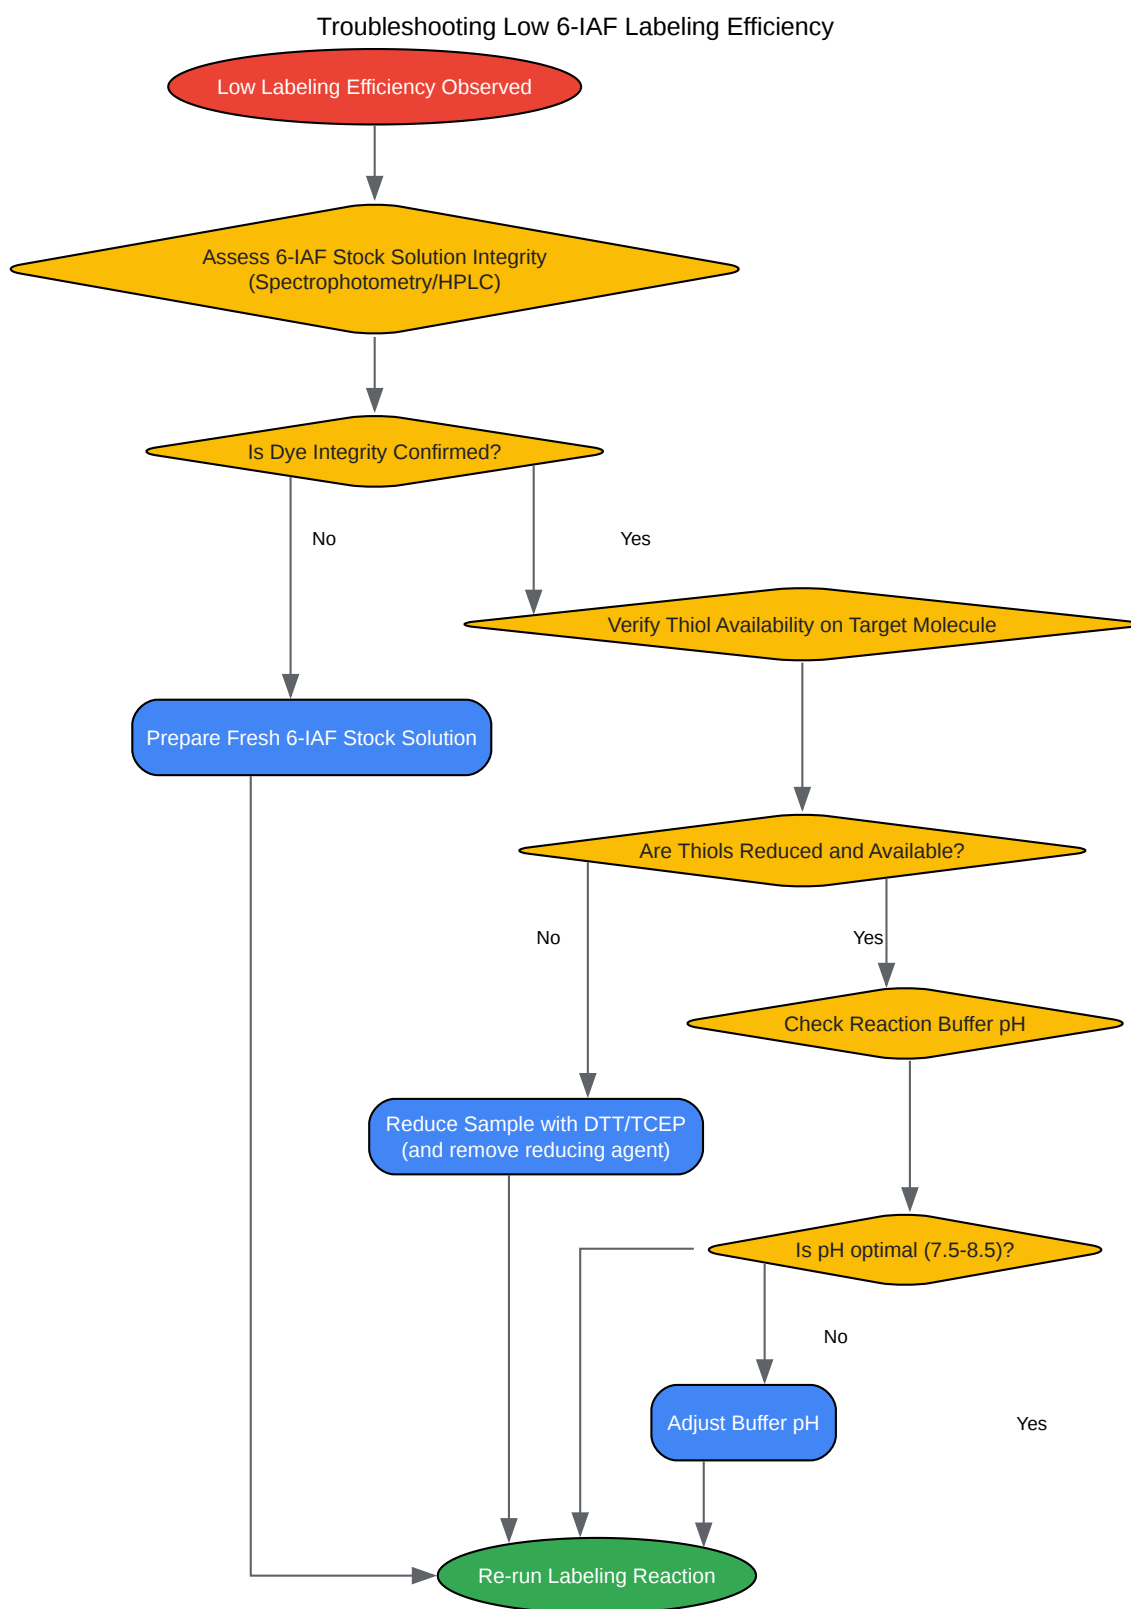 Troubleshooting Low 6-IAF Labeling Efficiency
Low Labeling Efficiency Observed
Assess 6-IAF Stock Solution Integrity
(Spectrophotometry/HPLC)
Is Dye Integrity Confirmed?
No
Yes
Verify Thiol Availability on Target Molecule
Prepare Fresh 6-IAF Stock Solution
Are Thiols Reduced and Available?
No
Yes
Check Reaction Buffer pH
Reduce Sample with DTT/TCEP
(and remove reducing agent)
Is pH optimal (7.5-8.5)?
No
Adjust Buffer pH
Yes
Re-run Labeling Reaction